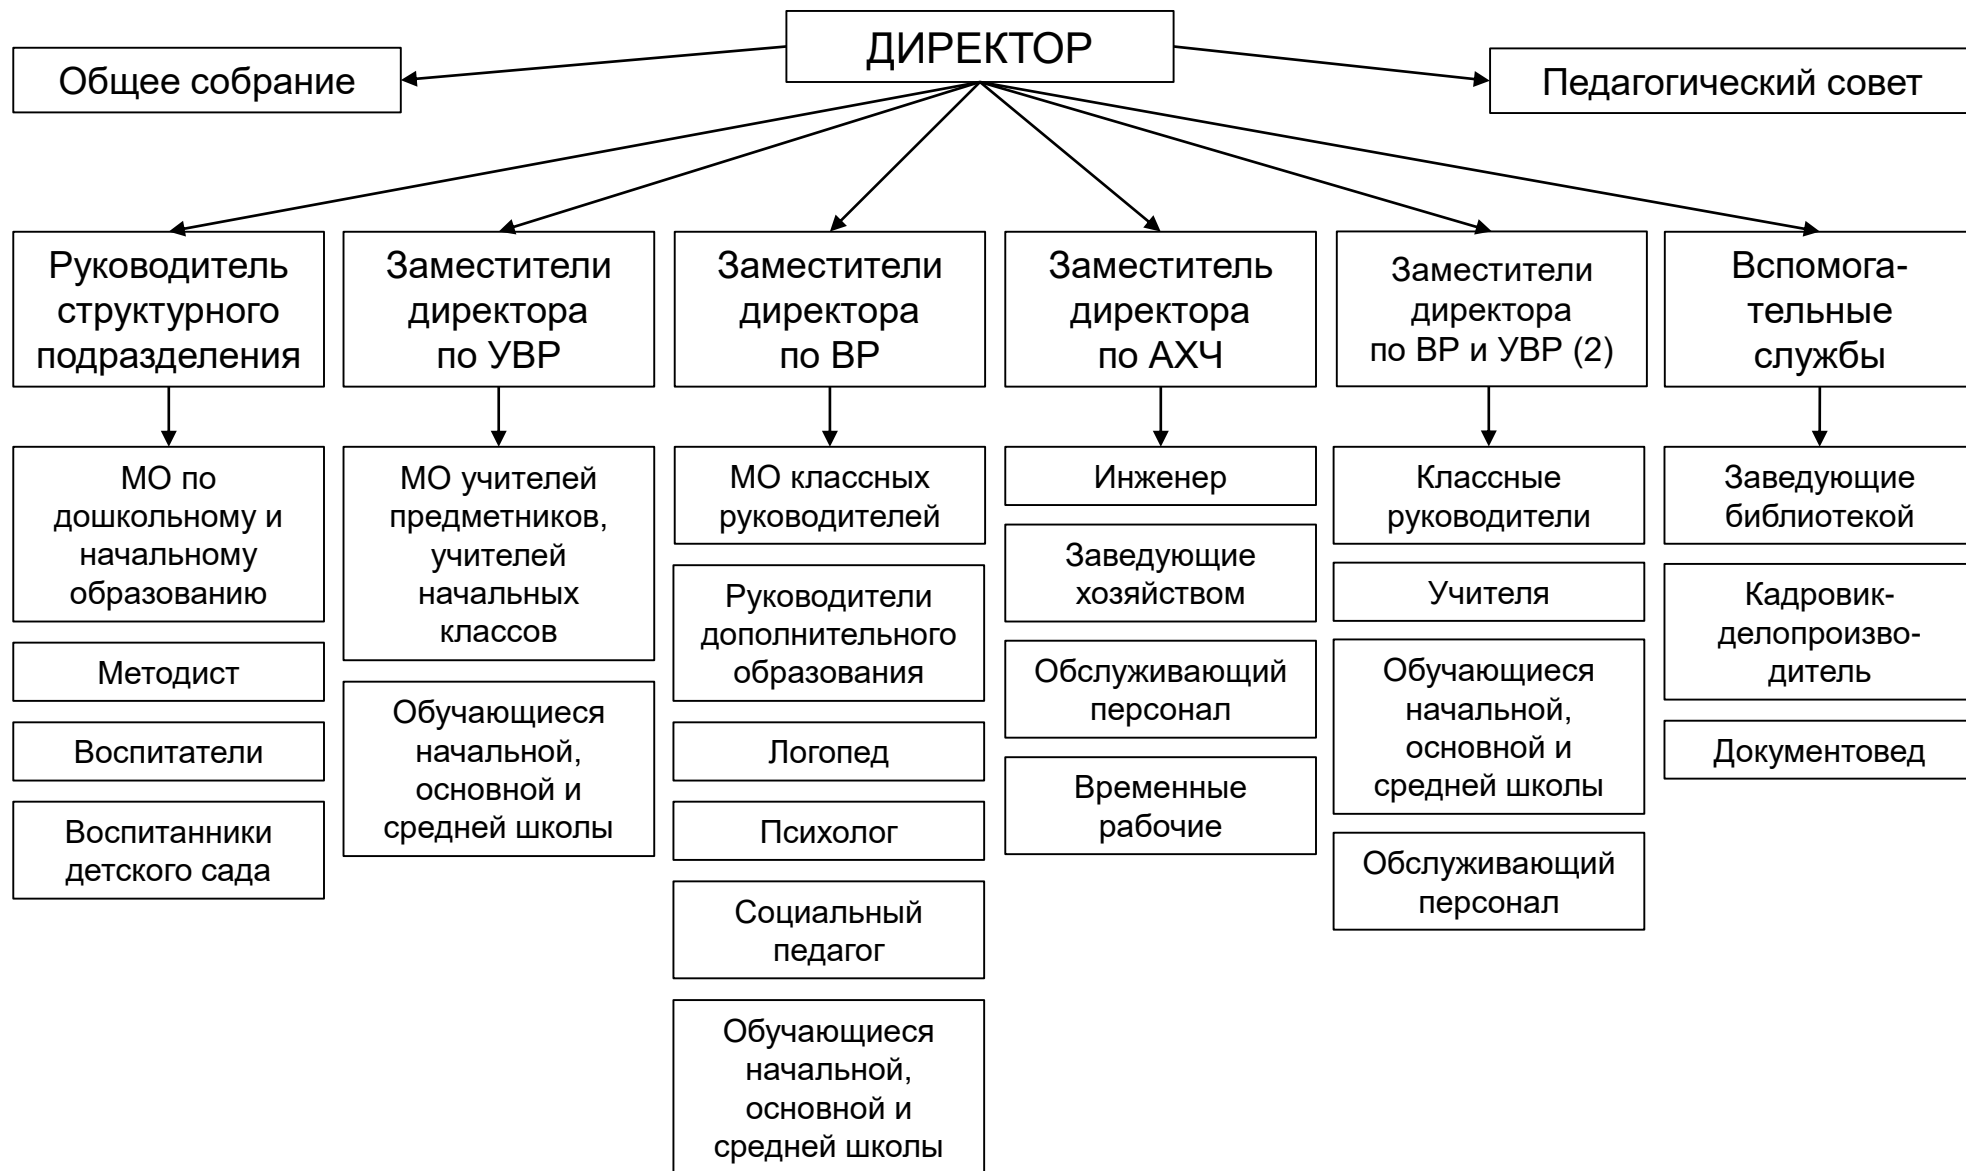 ДИРЕКТОР
Общее собрание
Педагогический совет
Руководитель
структурного
подразделения
Заместители
директора
по УВР
Заместители
директора
по ВР
Заместитель
директора
по АХЧ
Заместители
директора
по ВР и УВР (2)
Вспомога-
тельные
службы
МО по
дошкольному и
начальному
образованию
Методист
Воспитатели
Воспитанники
детского сада
МО учителей
предметников,
учителей
начальных
классов
Обучающиеся
начальной,
основной и
средней школы
МО классных
руководителей
Руководители
дополнительного
образования
Логопед
Психолог
Социальный
педагог
Обучающиеся
начальной,
основной и
средней школы
Инженер
Заведующие
хозяйством
Обслуживающий
персонал
Временные
рабочие
Классные
руководители
Учителя
Обучающиеся
начальной,
основной и
средней школы
Обслуживающий
персонал
Заведующие
библиотекой
Кадровик-
делопроизво-
дитель
Документовед